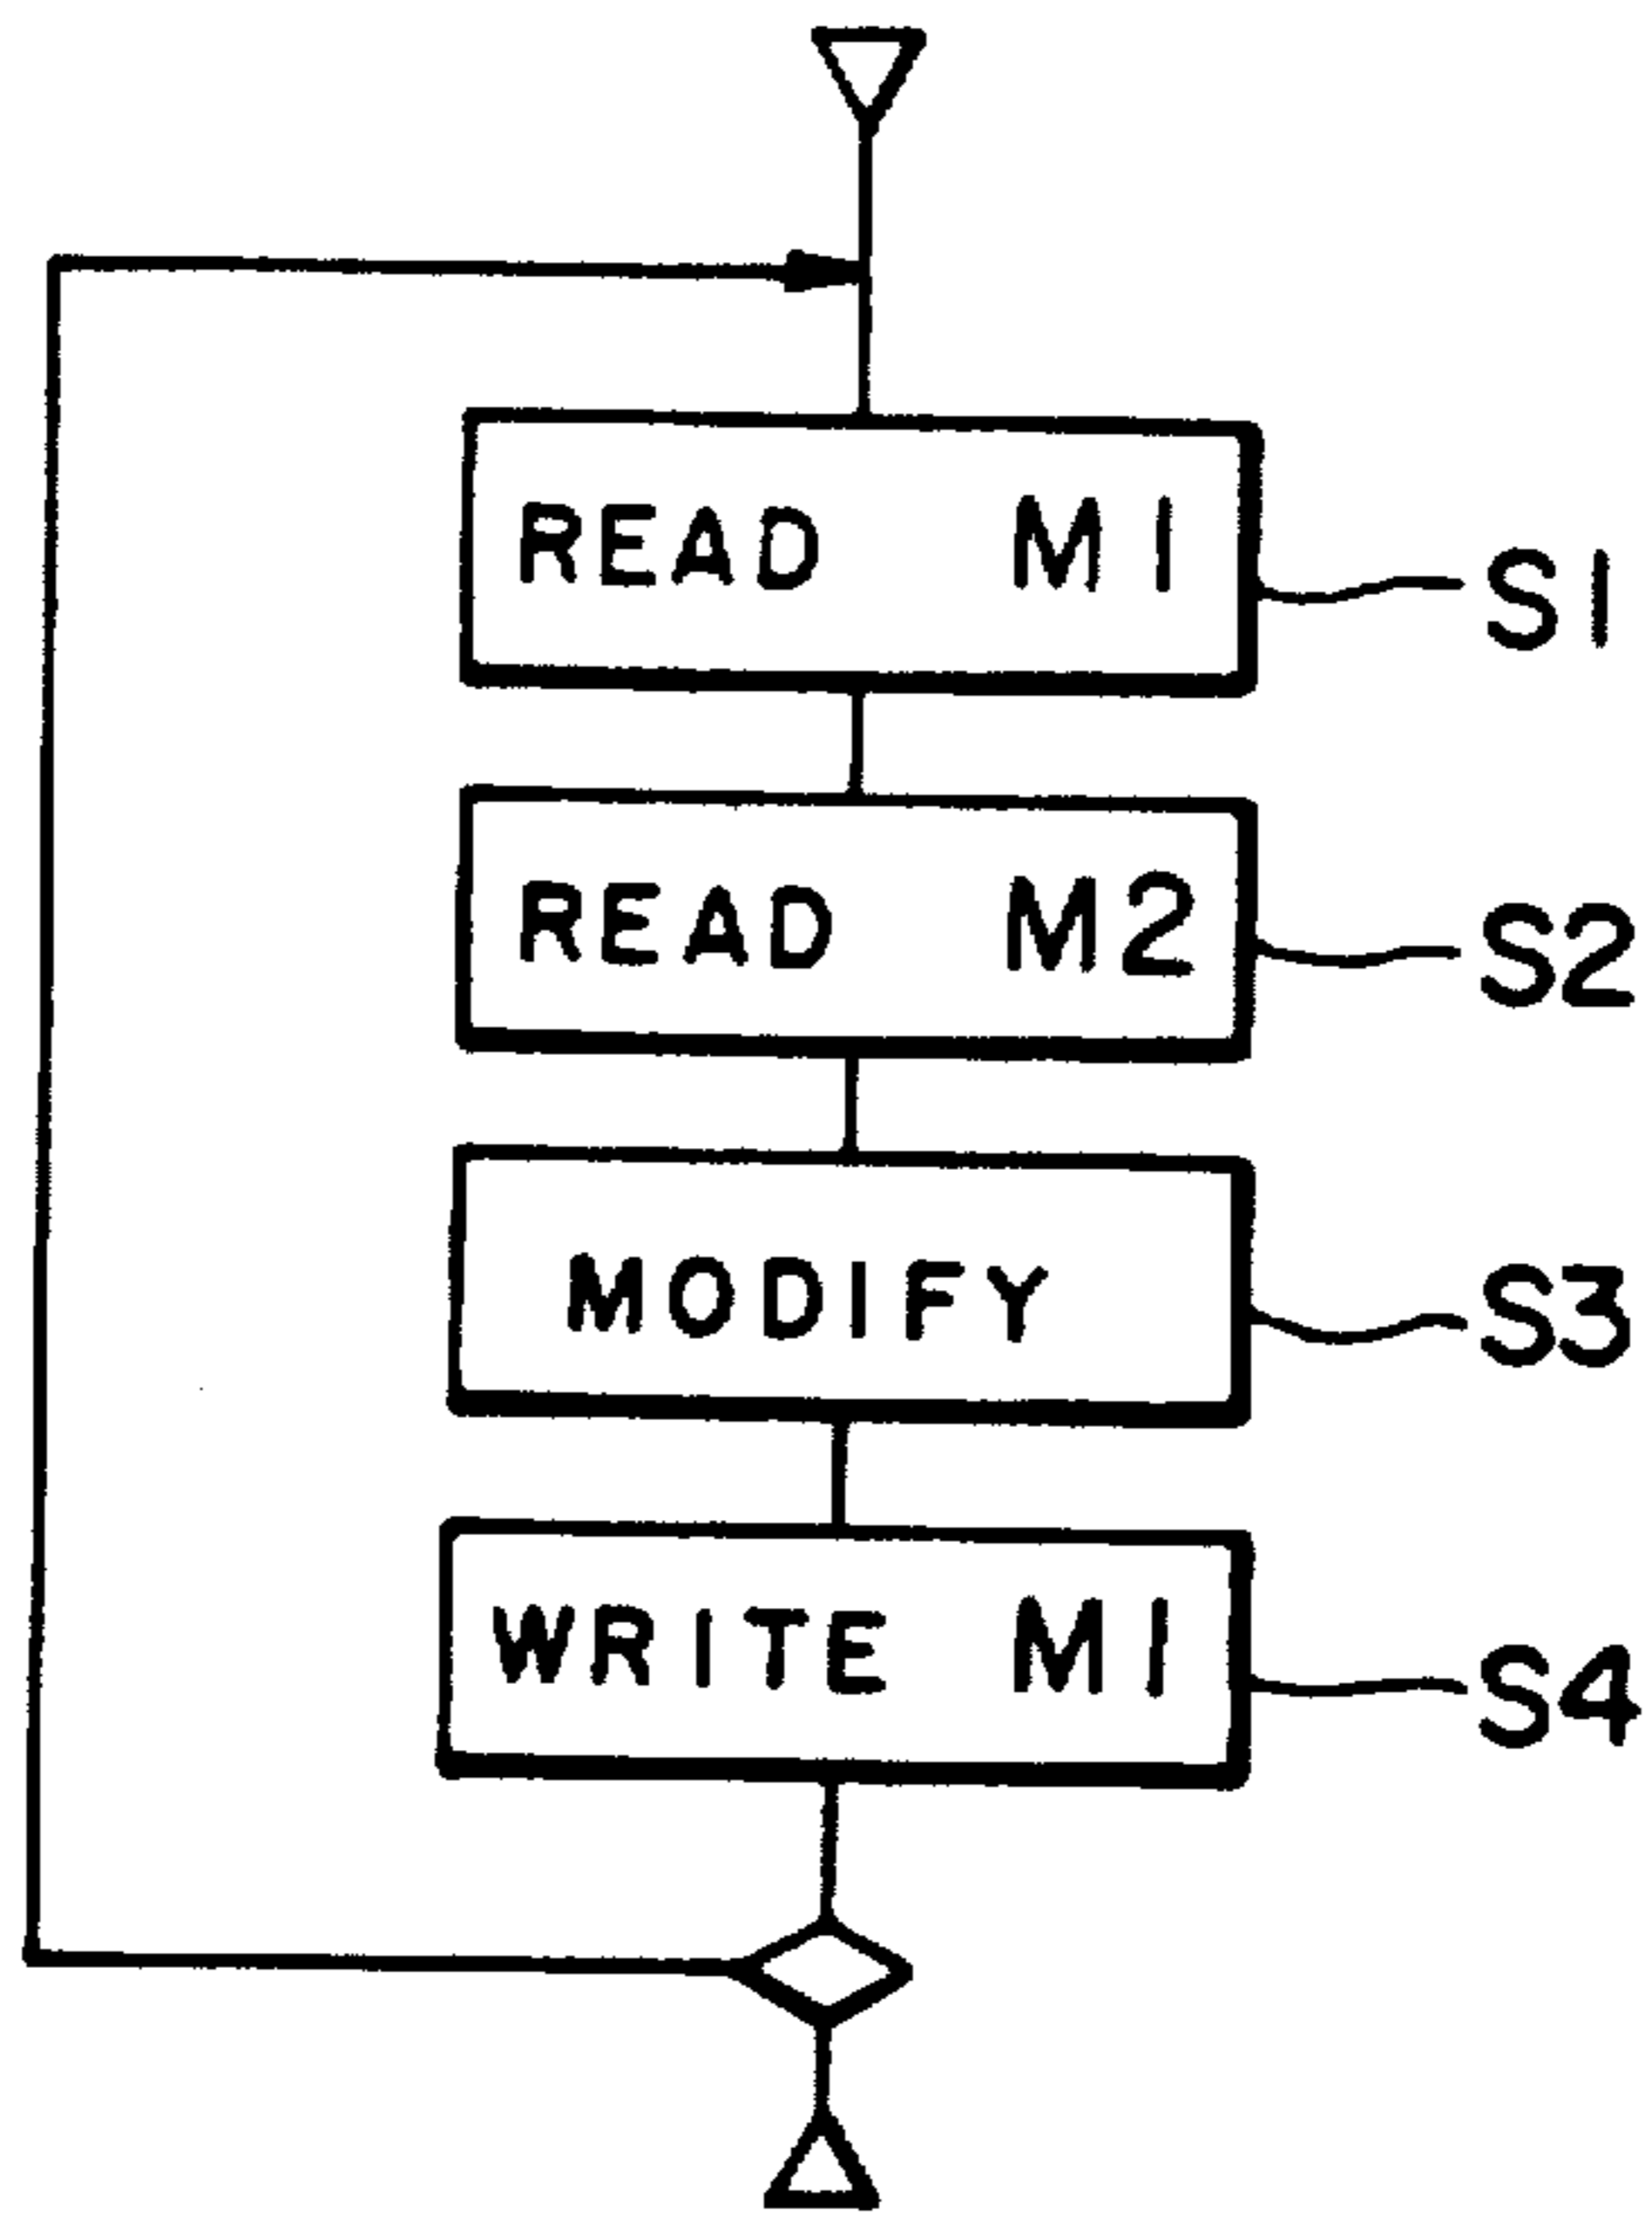 READ M1
S1
READ M2
S2
MODIFY
S3
WRITE M1
S4